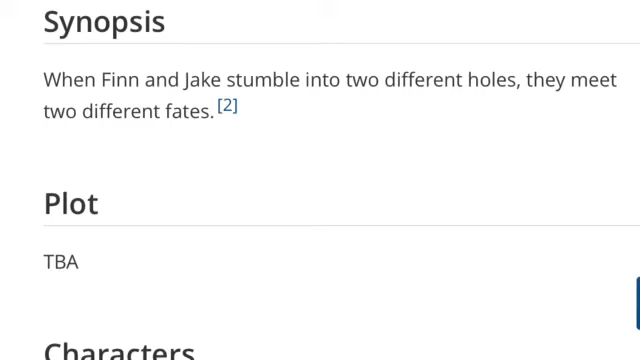 Synopsis
When Finn and Jake stumble into two different holes, they meet
two different fates.[2]
Plot
TBA
Characters